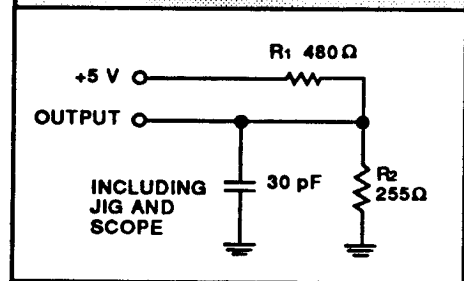 R1 480Ω
+5 V
OUTPUT
INCLUDING
JIG AND
SCOPE
30 pF
R2
255Ω